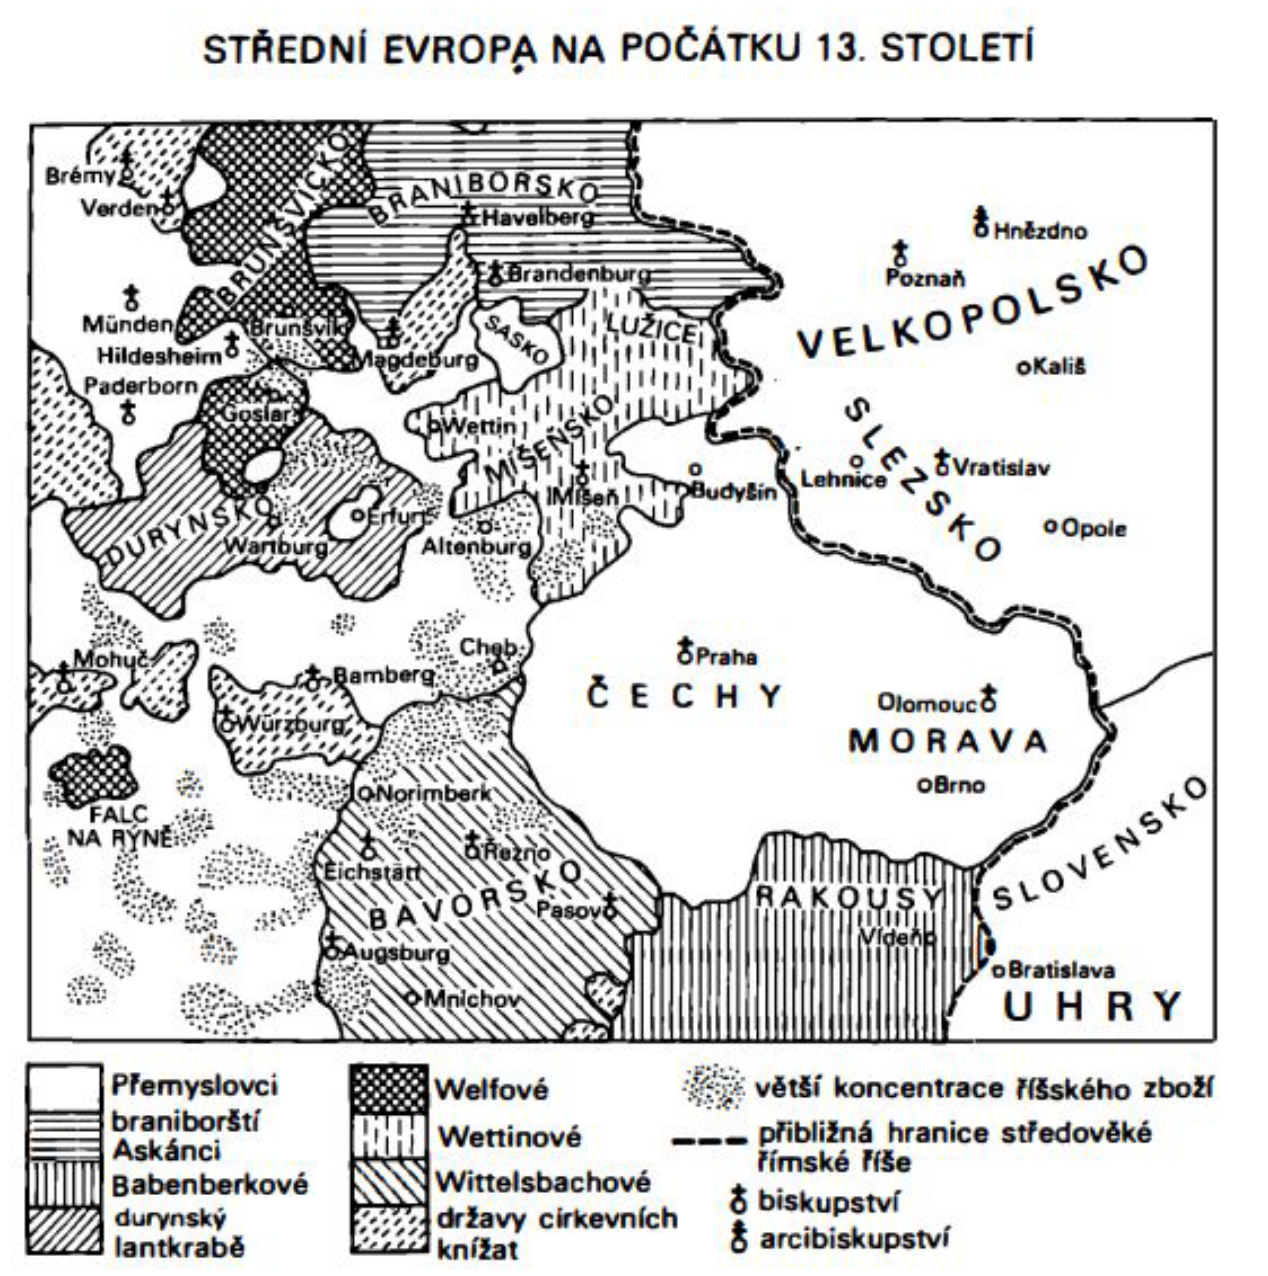 STŘEDNÍ EVROPA NA POČÁTKU 13. STOLETÍ
Brémy
Verden
BRUNŠVICKO
BRANIBORSKO
Havelberg
Hnězdno
Poznaň
Brandenburg
VELKOPOLSKO
Münden
Brunšvik
SASKO
LUŽICE
Hildesheim
Magdeburg
Paderborn
Kališ
Goslar
Wettin
MÍŠEŇSKO
SLEZSKO
Míšeň
Budyšín
Lehnice
Vratislav
DURYNSKO
Erfurt
Opole
Wartburg
Altenburg
Mohuč
Cheb
Praha
Bamberg
ČECHY
Olomouc
Würzburg
MORAVA
Norimberk
Brno
FALC
NA RÝNĚ
SLOVENSKO
Řezno
Eichstätt
BAVORSKO
Pasov
RAKOUSY
Vídeň
Augsburg
Bratislava
Mnichov
UHRY
Přemyslovci
braniborští
Askánci
Babenberkové
durynský
lantkrabě
Welfové
Wettinové
Wittelsbachové
državy církevních
knížat
větší koncentrace říšského zboží
přibližná hranice středověké
římské říše
biskupství
arcibiskupství